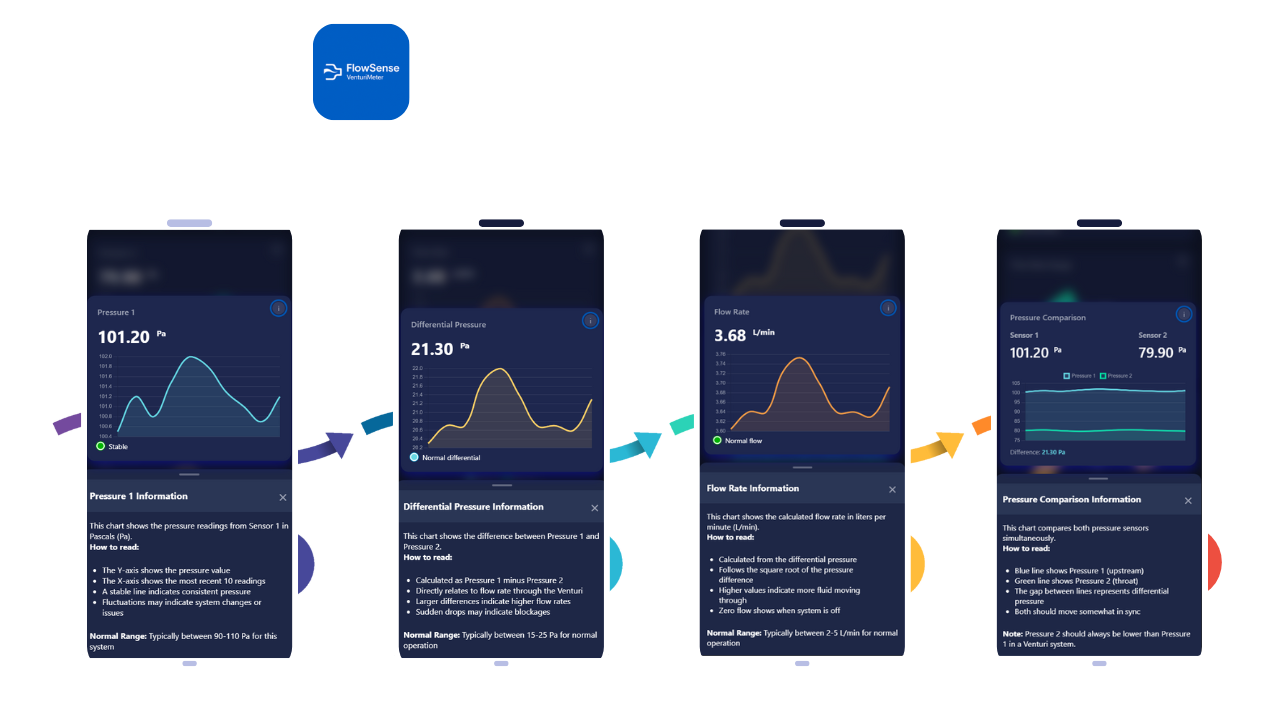 FlowSense
VenturiMeter
Pressure 1
101.20 Pa
102.0
101.8
101.6
101.4
101.2
101.0
100.8
100.6
100.4
Stable
Pressure 1 Information
This chart shows the pressure readings from Sensor 1 in
Pascals (Pa).
How to read:
• The Y-axis shows the pressure value
• The X-axis shows the most recent 10 readings
• A stable line indicates consistent pressure
• Fluctuations may indicate system changes or
issues
Normal Range: Typically between 90-110 Pa for this
system
Differential Pressure
21.30 Pa
22.0
21.8
21.6
21.4
21.2
21.0
20.8
20.6
20.4
20.2
Normal differential
Differential Pressure Information
This chart shows the difference between Pressure 1 and
Pressure 2.
How to read:
• Calculated as Pressure 1 minus Pressure 2
• Directly relates to flow rate through the Venturi
• Larger differences indicate higher flow rates
• Sudden drops may indicate blockages
Normal Range: Typically between 15-25 Pa for normal
operation
Flow Rate
3.68 L/min
3.76
3.74
3.72
3.70
3.68
3.66
3.64
3.62
3.60
Normal flow
Flow Rate Information
This chart shows the calculated flow rate in liters per
minute (L/min).
How to read:
• Calculated from the differential pressure
• Follows the square root of the pressure
difference
• Higher values indicate more fluid moving
through
• Zero flow shows when system is off
Normal Range: Typically between 2-5 L/min for normal
operation
Pressure Comparison
Sensor 1 Sensor 2
101.20 Pa 79.90 Pa
Pressure 1 Pressure 2
105
100
95
90
85
80
75
Difference: 21.30 Pa
Pressure Comparison Information
This chart compares both pressure sensors
simultaneously.
How to read:
• Blue line shows Pressure 1 (upstream)
• Green line shows Pressure 2 (throat)
• The gap between lines represents differential
pressure
• Both should move somewhat in sync
Note: Pressure 2 should always be lower than Pressure
1 in a Venturi system.